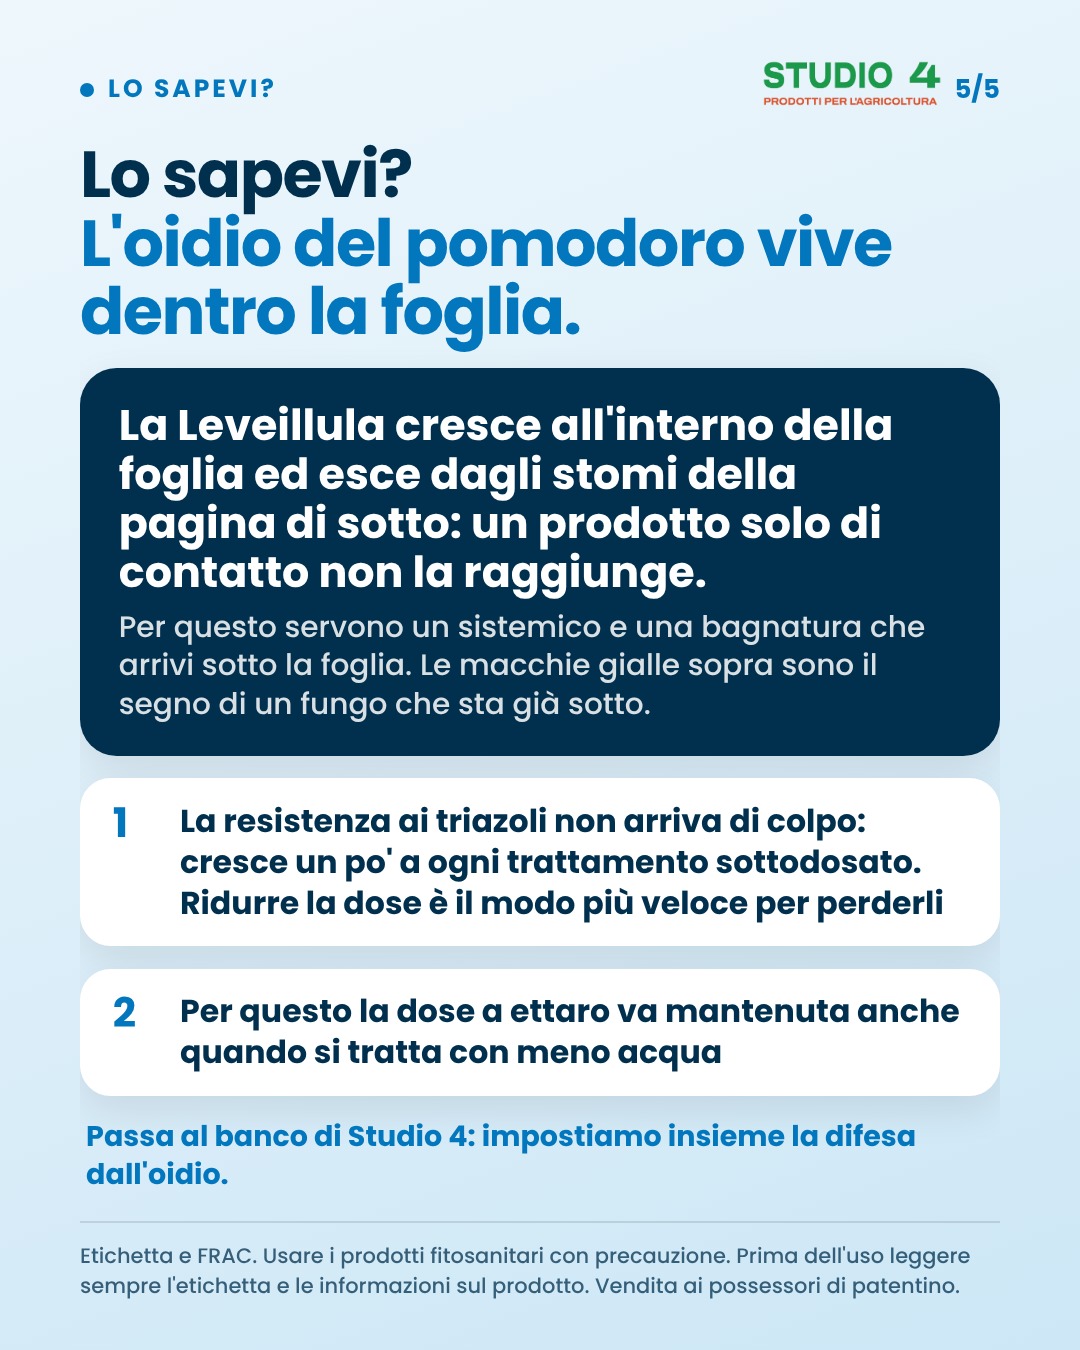 LO SAPEVI?
STUDIO 4
PRODOTTI PER L'AGRICOLTURA
5/5
Lo sapevi?
L'oidio del pomodoro vive
dentro la foglia.
La Leveillula cresce all'interno della
foglia ed esce dagli stomi della
pagina di sotto: un prodotto solo di
contatto non la raggiunge.
Per questo servono un sistemico e una bagnatura che
arrivi sotto la foglia. Le macchie gialle sopra sono il
segno di un fungo che sta già sotto.
1
La resistenza ai triazoli non arriva di colpo:
cresce un po' a ogni trattamento sottodosato.
Ridurre la dose è il modo più veloce per perderli
2
Per questo la dose a ettaro va mantenuta anche
quando si tratta con meno acqua
Passa al banco di Studio 4: impostiamo insieme la difesa
dall'oidio.
Etichetta e FRAC. Usare i prodotti fitosanitari con precauzione. Prima dell'uso leggere
sempre l'etichetta e le informazioni sul prodotto. Vendita ai possessori di patentino.